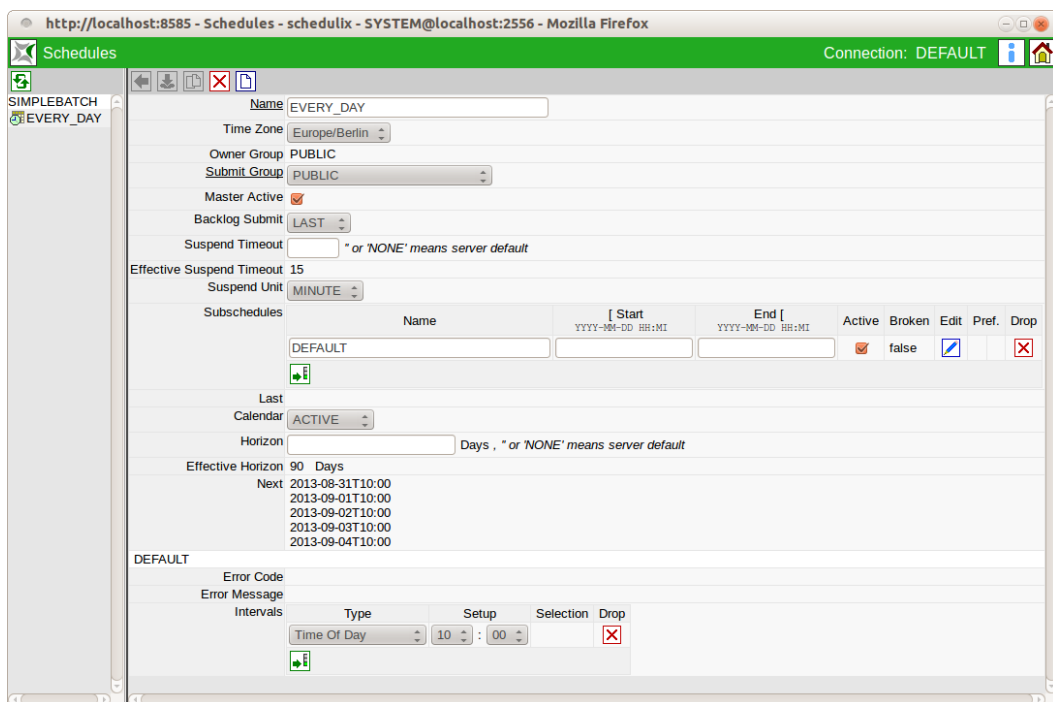 http://localhost:8585 - Schedules - schedulix - SYSTEM@localhost:2556 - Mozilla Firefox
Schedules
Connection: DEFAULT
SIMPLEBATCH
EVERY_DAY
Name EVERY_DAY
Time Zone Europe/Berlin
Owner Group PUBLIC
Submit Group PUBLIC
Master Active
Backlog Submit LAST
Suspend Timeout '' or 'NONE' means server default
Effective Suspend Timeout 15
Suspend Unit MINUTE
Subschedules
Name [ Start End [ Active Broken Edit Pref. Drop
YYYY-MM-DD HH:MI YYYY-MM-DD HH:MI
DEFAULT false
Last
Calendar ACTIVE
Horizon Days , '' or 'NONE' means server default
Effective Horizon 90 Days
Next 2013-08-31T10:00
2013-09-01T10:00
2013-09-02T10:00
2013-09-03T10:00
2013-09-04T10:00
DEFAULT
Error Code
Error Message
Intervals Type Setup Selection Drop
Time Of Day 10 : 00